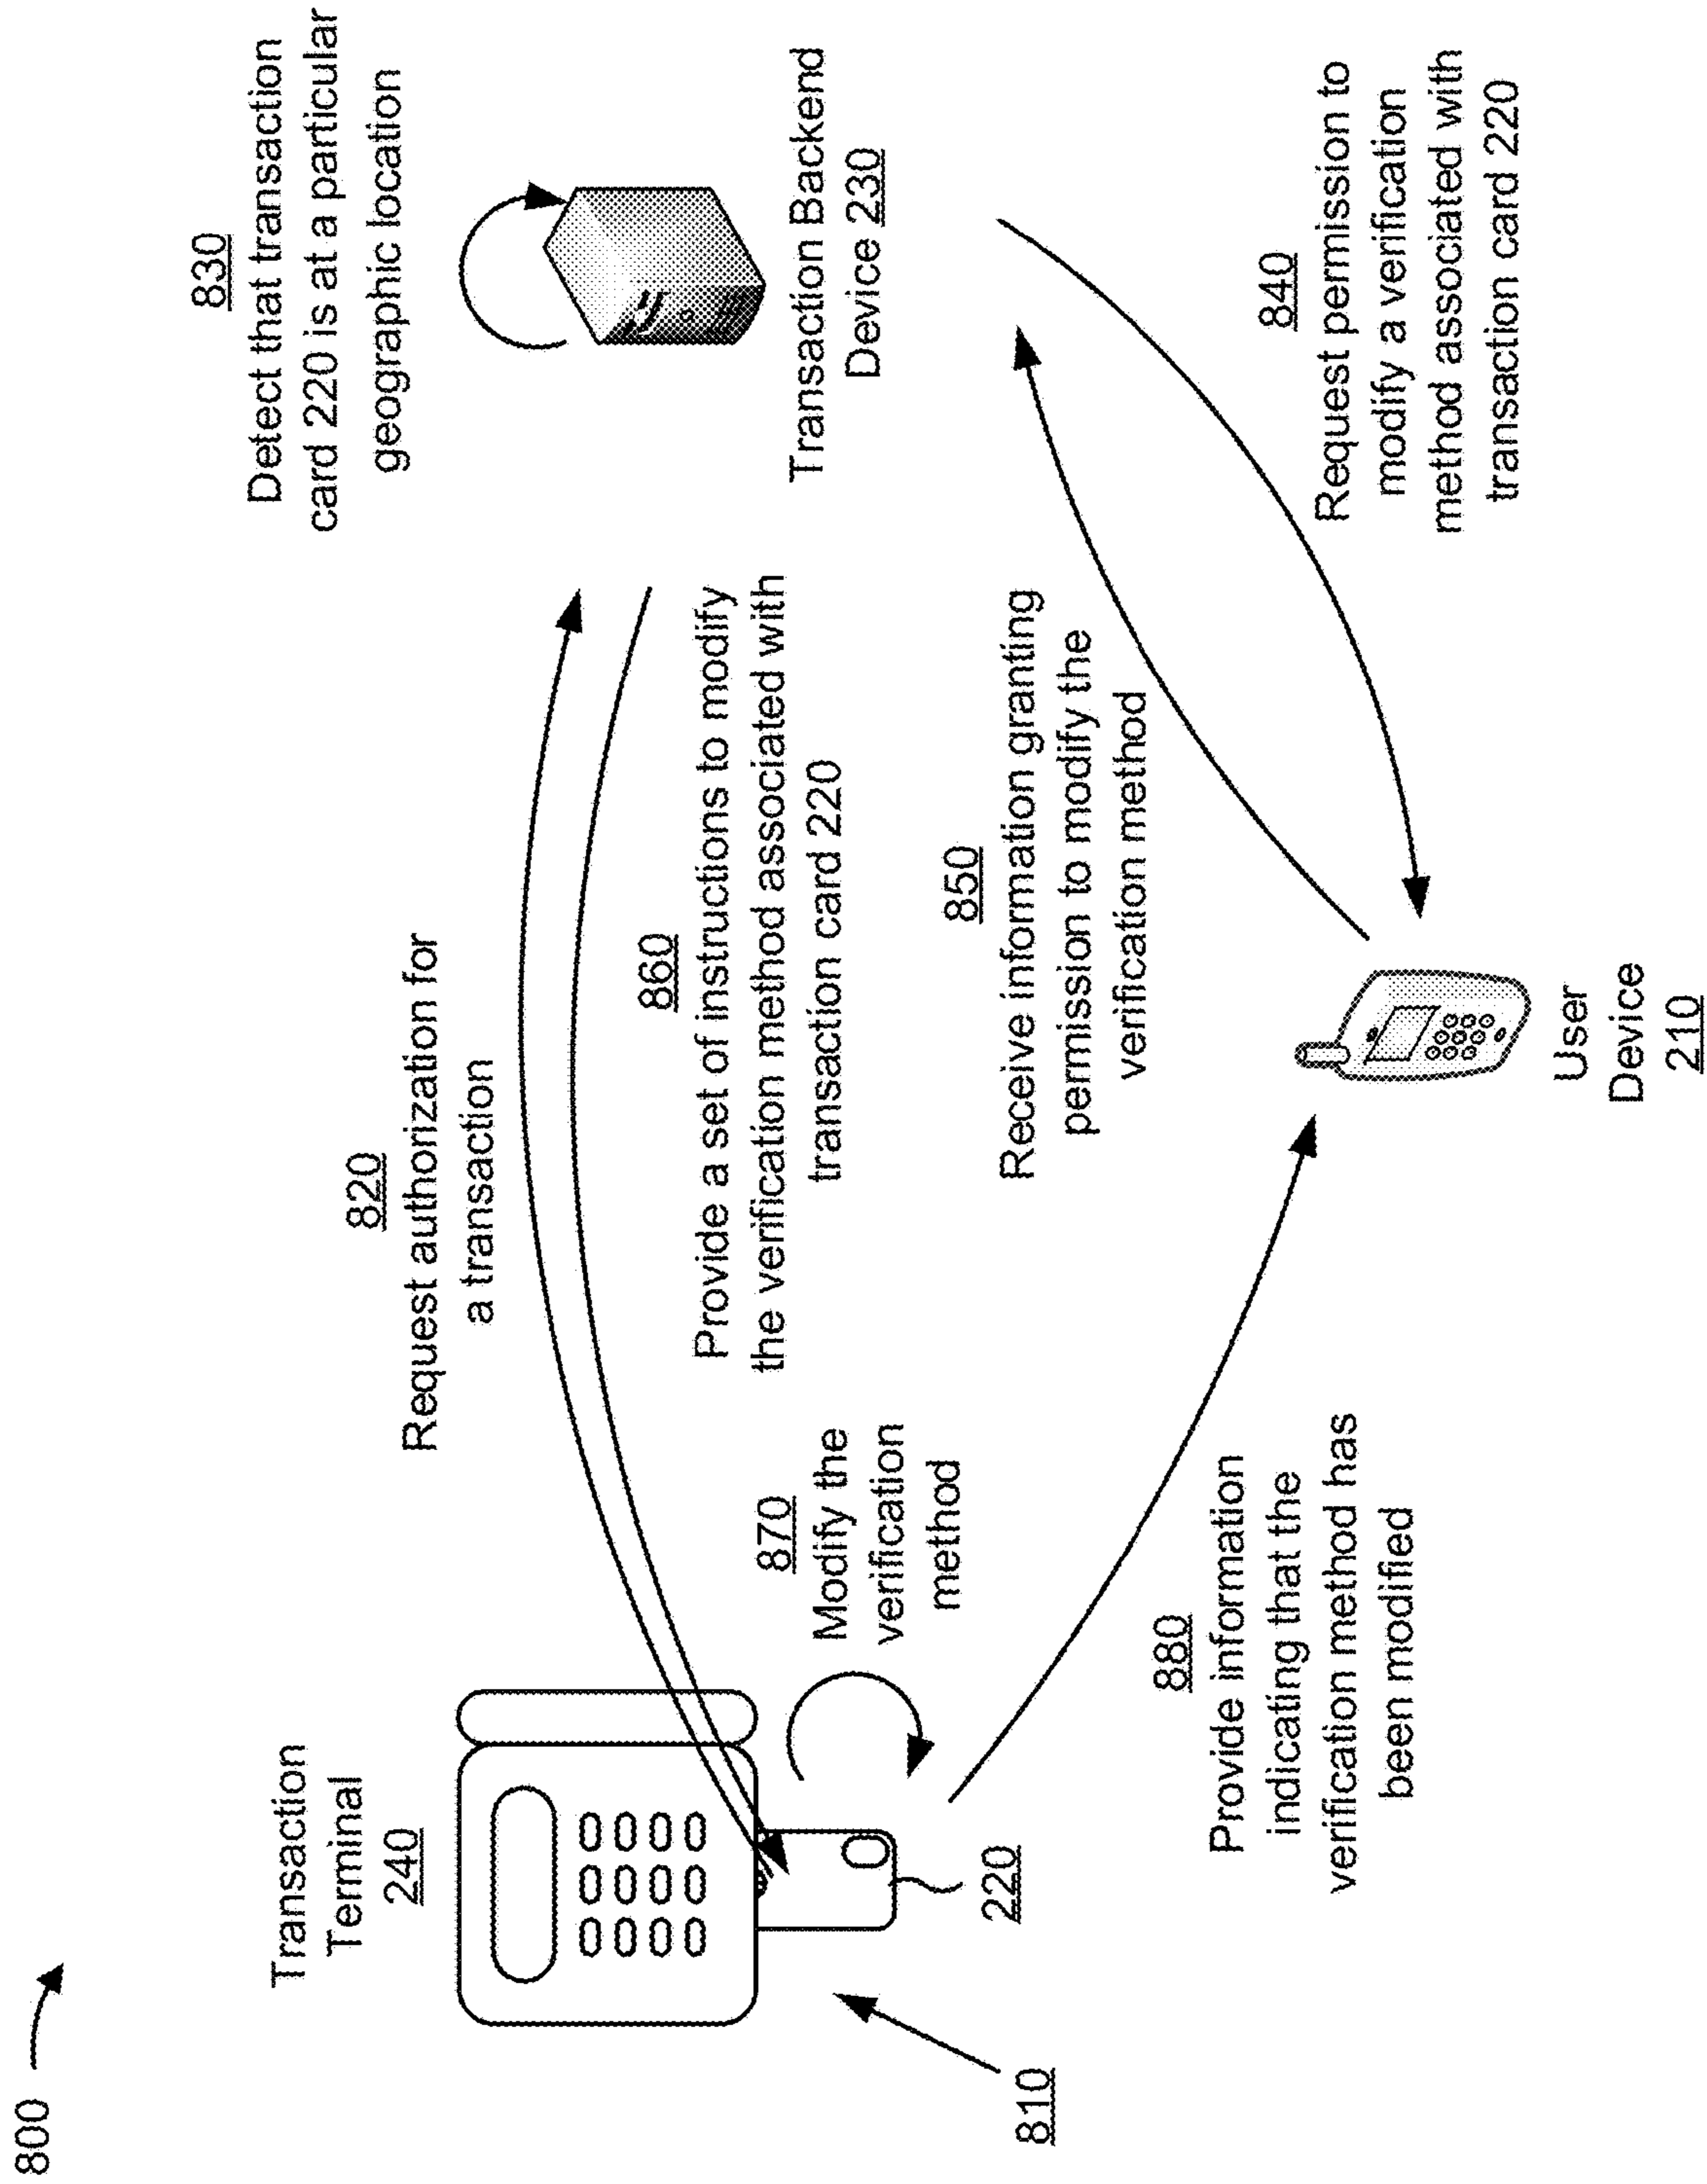 800
Transaction
Terminal
240
810
220
820
Request authorization for
a transaction
830
Detect that transaction
card 220 is at a particular
geographic location
Transaction Backend
Device 230
860
Provide a set of instructions to modify
the verification method associated with
transaction card 220
870
Modify the
verification
method
850
Receive information granting
permission to modify the
verification method
840
Request permission to
modify a verification
method associated with
transaction card 220
880
Provide information
indicating that the
verification method has
been modified
User
Device
210